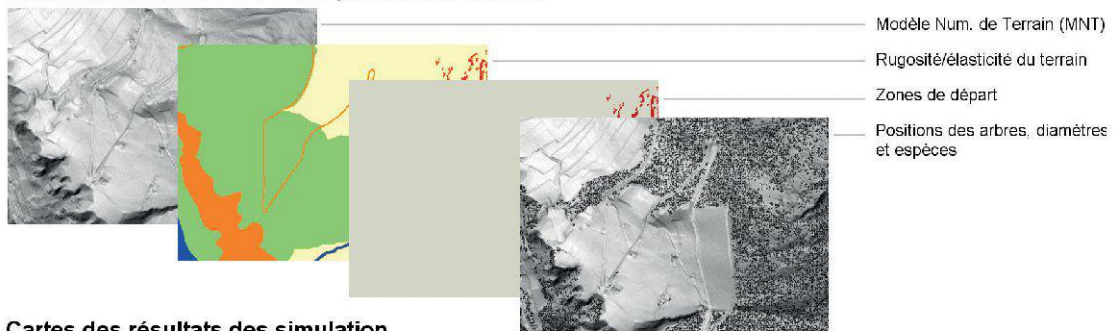 Modèle Num. de Terrain (MNT)
Rugosité/élasticité du terrain
Zones de départ
Positions des arbres, diamètres
et espèces
Cartes des résultats des simulation